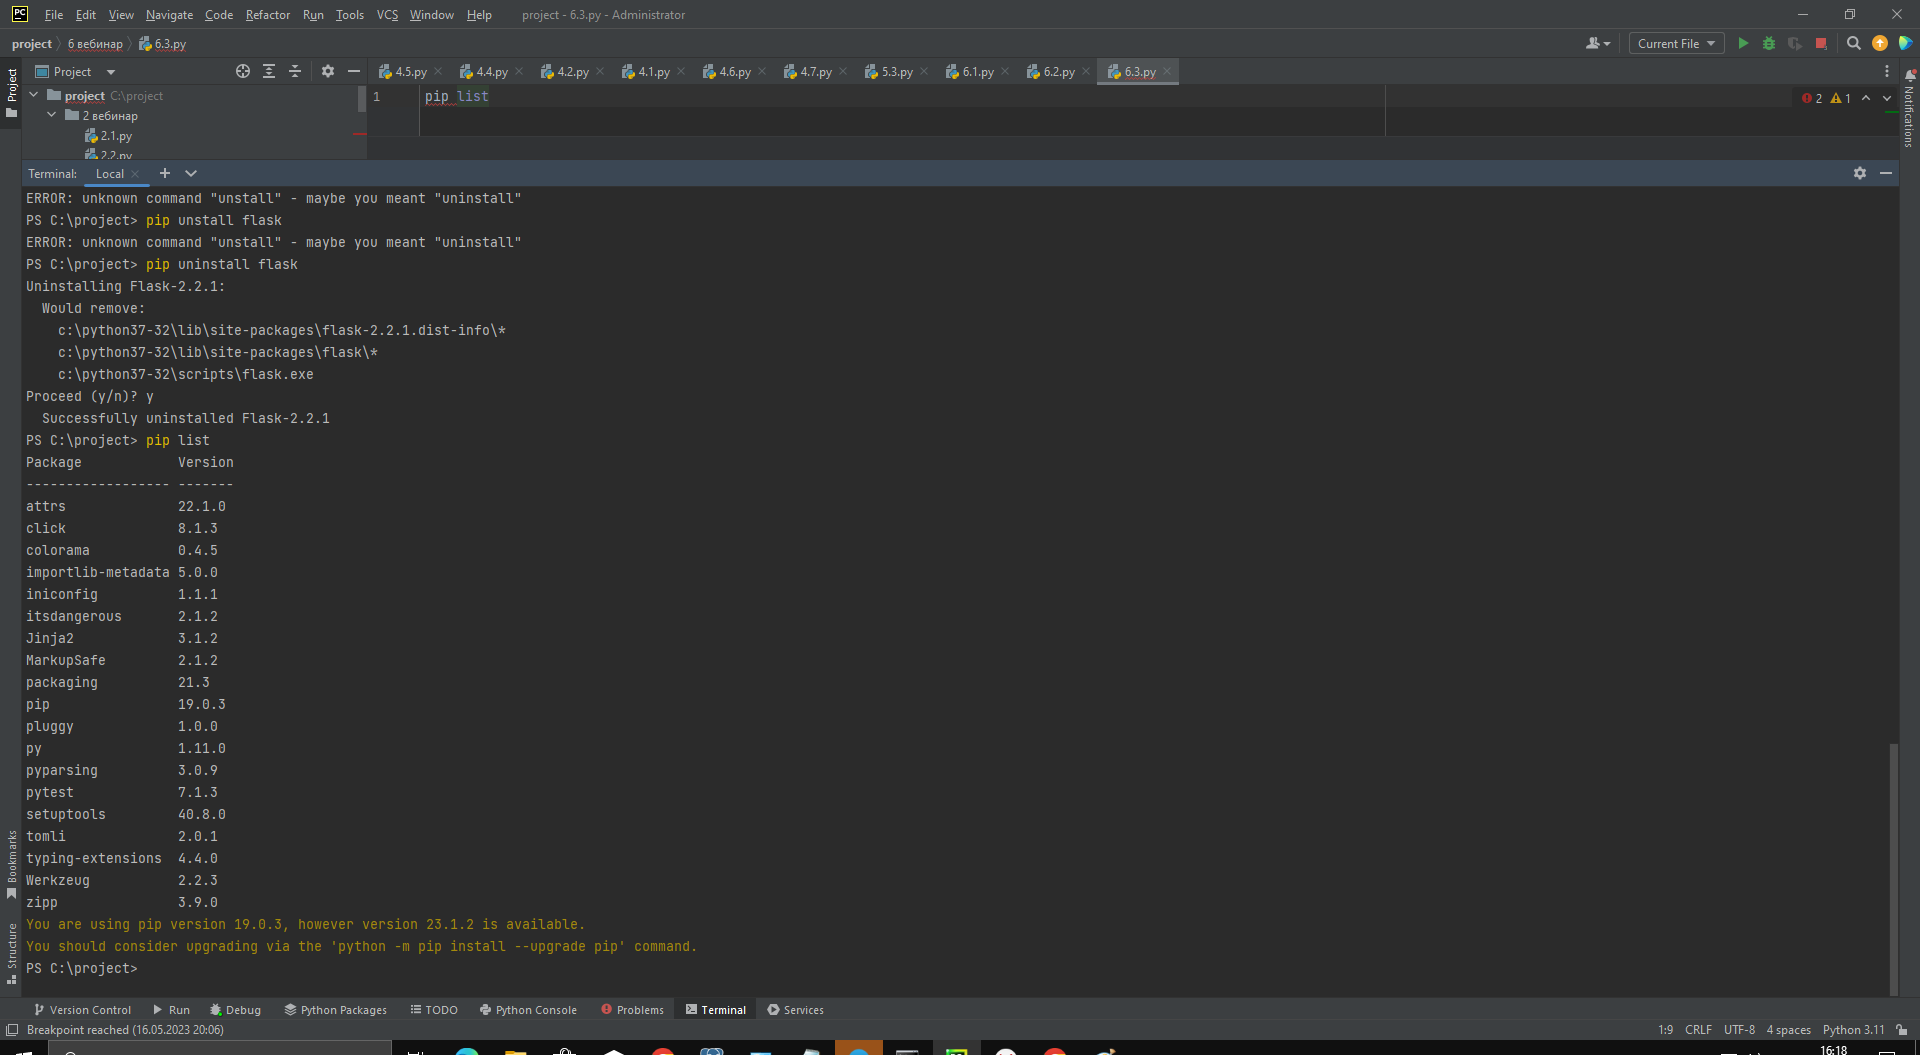 PC File Edit View Navigate Code Refactor Run Tools VCS Window Help project - 6.3.py - Administrator
project 6 вебинар 6.3.py Current File
Project 4.5.py 4.4.py 4.2.py 4.1.py 4.6.py 4.7.py 5.3.py 6.1.py 6.2.py 6.3.py
Project
Notifications
project C:\project
2 вебинар
2.1.py
2.2.py
1 pip list 2 1
Terminal: Local
ERROR: unknown command "unstall" - maybe you meant "uninstall"
PS C:\project> pip unstall flask
ERROR: unknown command "unstall" - maybe you meant "uninstall"
PS C:\project> pip uninstall flask
Uninstalling Flask-2.2.1:
Would remove:
c:\python37-32\lib\site-packages\flask-2.2.1.dist-info\*
c:\python37-32\lib\site-packages\flask\*
c:\python37-32\scripts\flask.exe
Proceed (y/n)? y
Successfully uninstalled Flask-2.2.1
PS C:\project> pip list
Package Version
------------------ -------
attrs 22.1.0
click 8.1.3
colorama 0.4.5
importlib-metadata 5.0.0
iniconfig 1.1.1
itsdangerous 2.1.2
Jinja2 3.1.2
MarkupSafe 2.1.2
packaging 21.3
pip 19.0.3
pluggy 1.0.0
py 1.11.0
pyparsing 3.0.9
pytest 7.1.3
setuptools 40.8.0
tomli 2.0.1
typing-extensions 4.4.0
Werkzeug 2.2.3
zipp 3.9.0
You are using pip version 19.0.3, however version 23.1.2 is available.
You should consider upgrading via the 'python -m pip install --upgrade pip' command.
PS C:\project>
Bookmarks
Structure
Version Control Run Debug Python Packages TODO Python Console Problems Terminal Services
Breakpoint reached (16.05.2023 20:06) 1:9 CRLF UTF-8 4 spaces Python 3.11
16:18